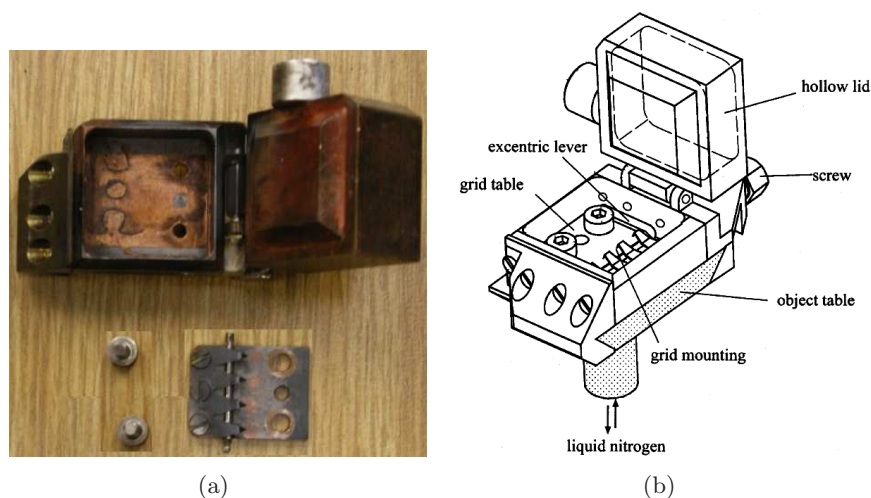 hollow lid
excentric lever
grid table
screw
object table
grid mounting
liquid nitrogen
(a)
(b)